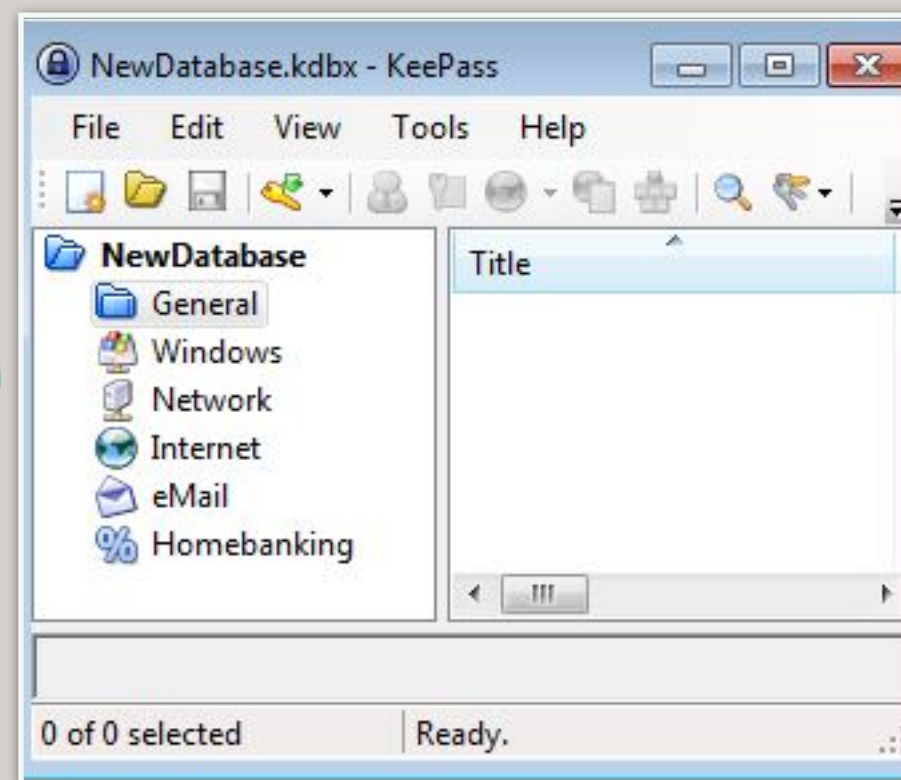 NewDatabase.kdbx - KeePass
File Edit View Tools Help
NewDatabase
General
Windows
Network
Internet
eMail
Homebanking
Title
0 of 0 selected
Ready.